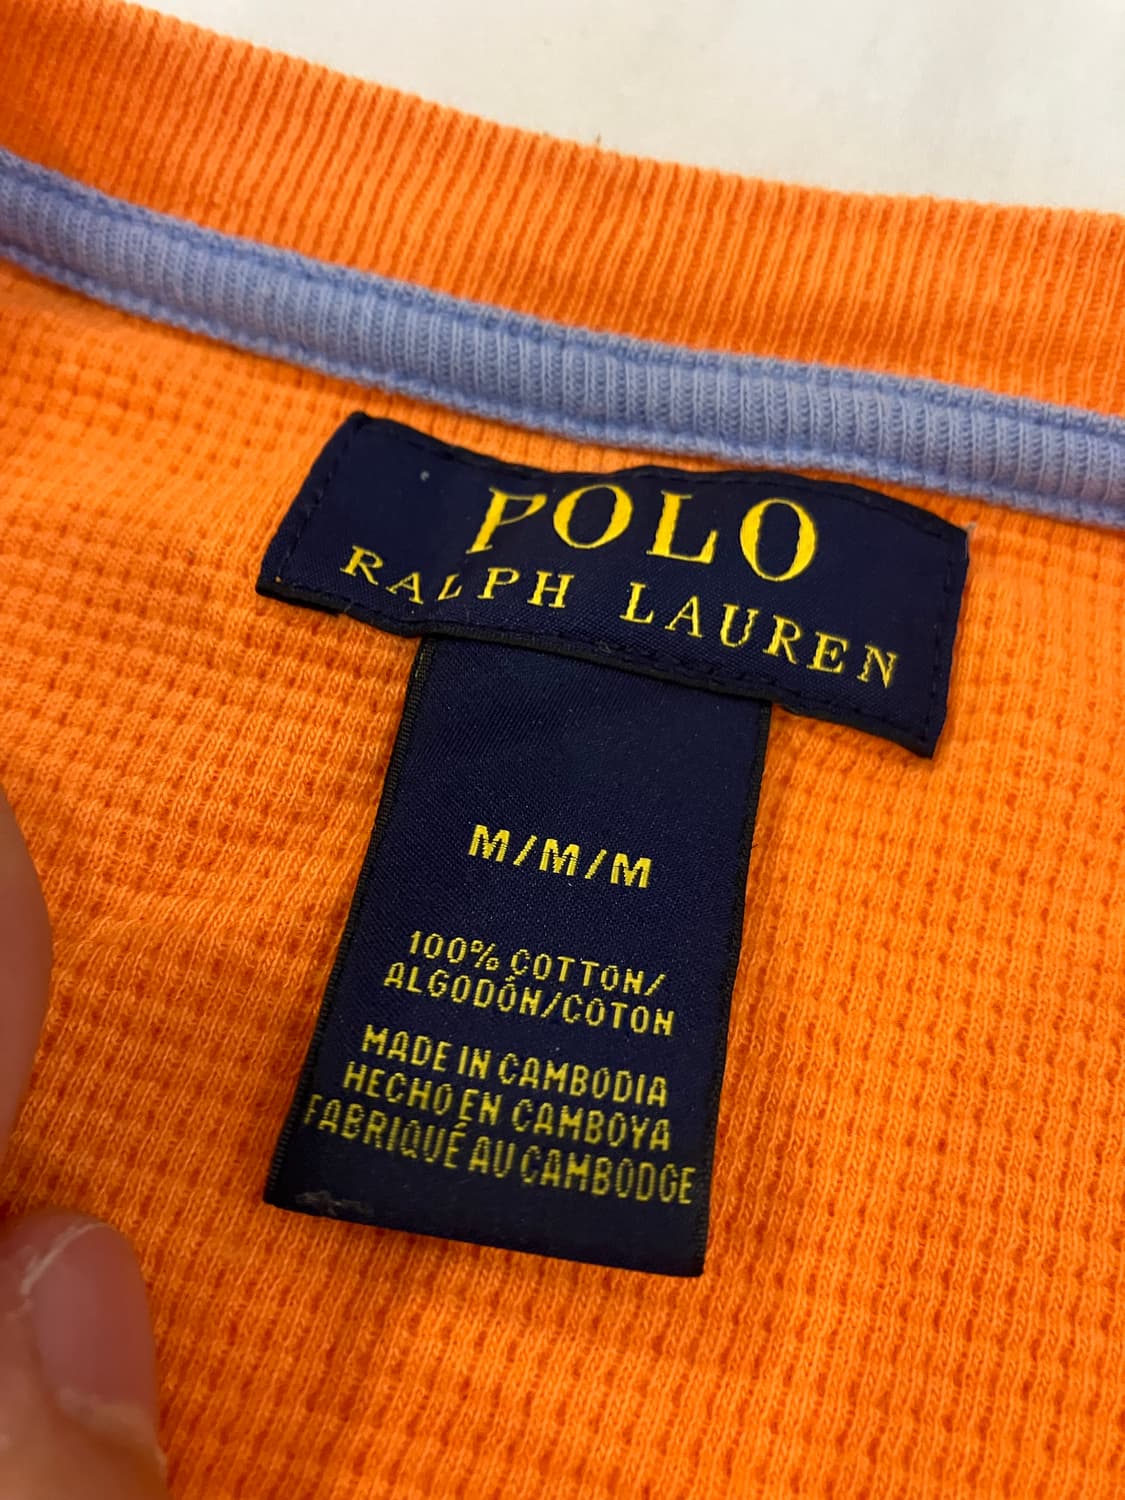 POLO
RALPH LAUREN
M/M/M
100% COTTON/
ALGODÓN/COTON
MADE IN CAMBODIA
HECHO EN CAMBOYA
FABRIQUÉ AU CAMBODGE